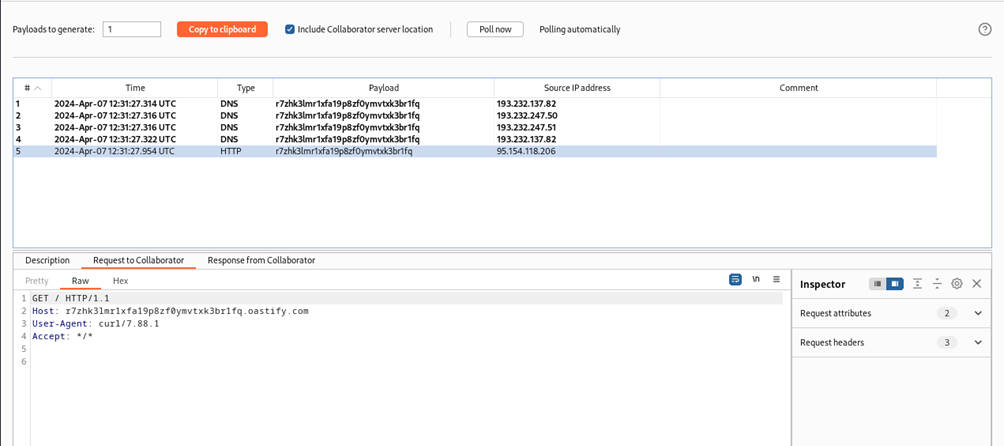 Payloads to generate: 1 Copy to clipboard Include Collaborator server location Poll now Polling automatically
# Time Type Payload Source IP address Comment
1 2024-Apr-07 12:31:27.314 UTC DNS r7zhk3lmr1xfa19p8zf0ymvtxk3br1fq 193.232.137.82
2 2024-Apr-07 12:31:27.316 UTC DNS r7zhk3lmr1xfa19p8zf0ymvtxk3br1fq 193.232.247.50
3 2024-Apr-07 12:31:27.316 UTC DNS r7zhk3lmr1xfa19p8zf0ymvtxk3br1fq 193.232.247.51
4 2024-Apr-07 12:31:27.322 UTC DNS r7zhk3lmr1xfa19p8zf0ymvtxk3br1fq 193.232.137.82
5 2024-Apr-07 12:31:27.954 UTC HTTP r7zhk3lmr1xfa19p8zf0ymvtxk3br1fq 95.154.118.206
Description Request to Collaborator Response from Collaborator
Pretty Raw Hex \n
Inspector
1 GET / HTTP/1.1
2 Host: r7zhk3lmr1xfa19p8zf0ymvtxk3br1fq.oastify.com
3 User-Agent: curl/7.88.1
4 Accept: */*
5
6
Request attributes 2
Request headers 3